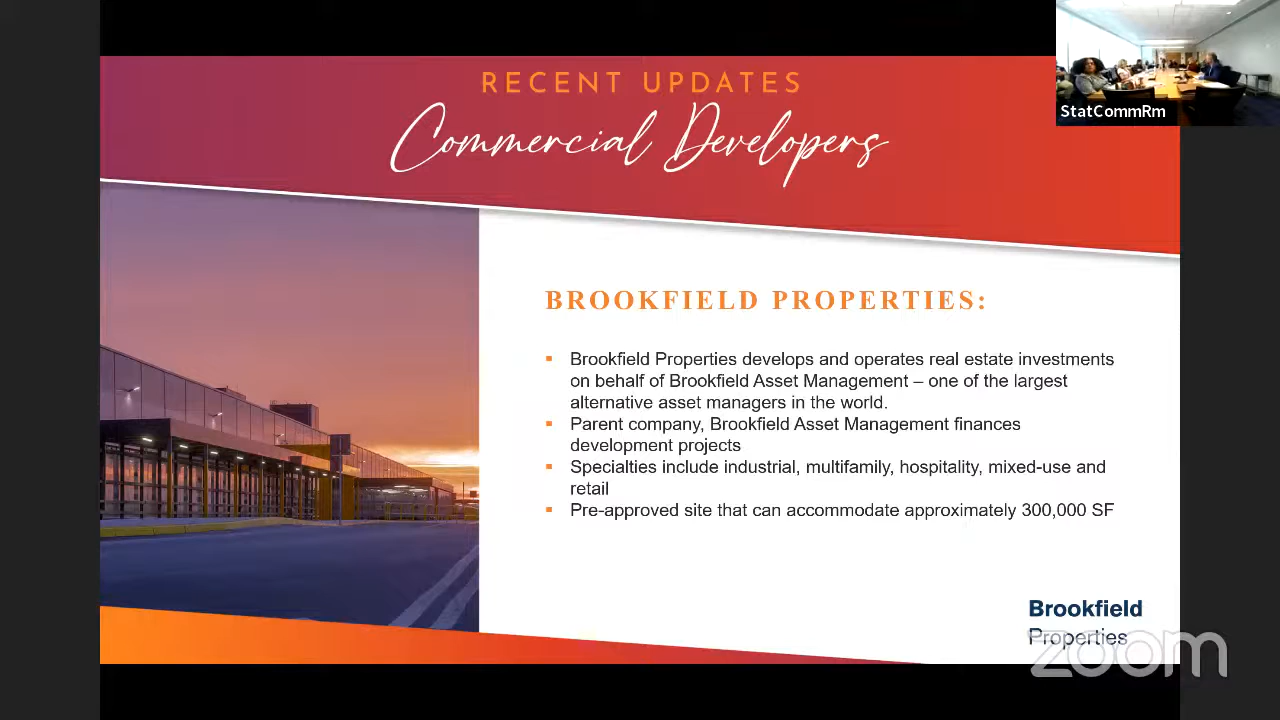 RECENT UPDATES
Commercial Developers
StatCommRm
BROOKFIELD PROPERTIES:
▪ Brookfield Properties develops and operates real estate investments
on behalf of Brookfield Asset Management – one of the largest
alternative asset managers in the world.
▪ Parent company, Brookfield Asset Management finances
development projects
▪ Specialties include industrial, multifamily, hospitality, mixed-use and
retail
▪ Pre-approved site that can accommodate approximately 300,000 SF
Brookfield
Properties
zoom